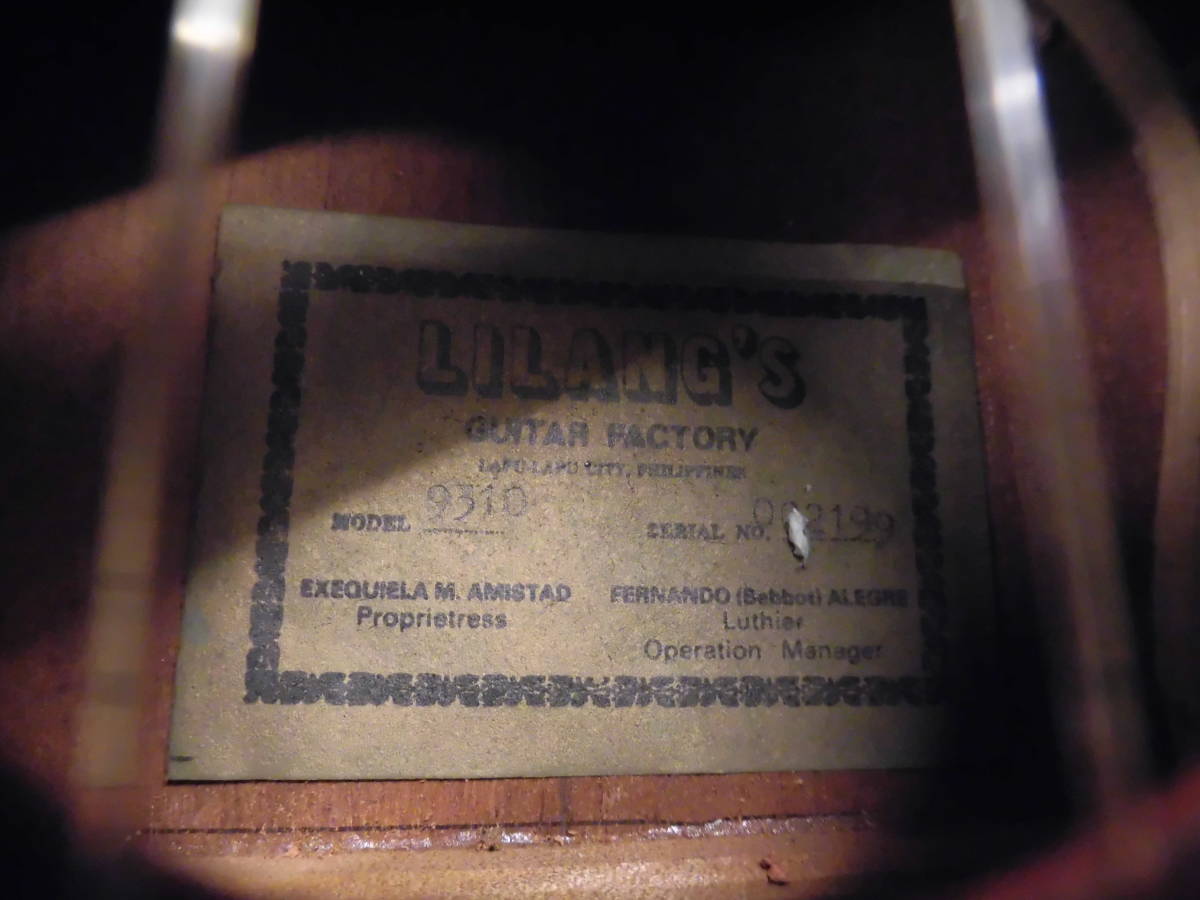 LILANG'S
GUITAR FACTORY
LAPU-LAPU CITY, PHILIPPINES
MODEL 9310 SERIAL NO. 002199
EXEQUIELA M. AMISTAD FERNANDO (Bebbot) ALEGRE
Proprietress Luthier
Operation Manager